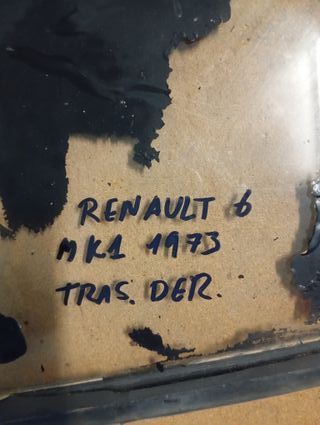 RENAULT 6
MK1 1973
TRAS. DER.